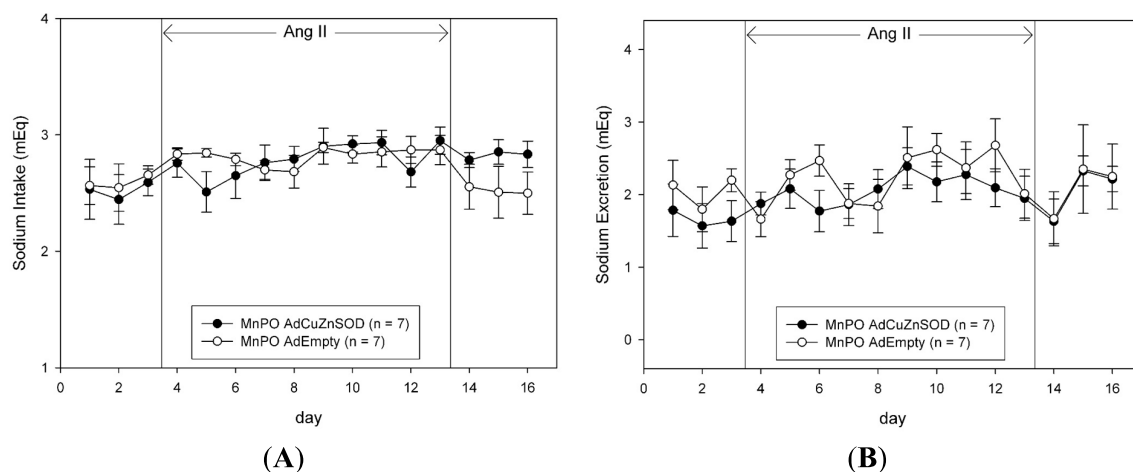 4
3
2
1
Sodium Intake (mEq)
Ang II
MnPO AdCuZnSOD (n = 7)
MnPO AdEmpty (n = 7)
0 2 4 6 8 10 12 14 16
day
(A)
4
3
2
1
0
Sodium Excretion (mEq)
Ang II
MnPO AdCuZnSOD (n = 7)
MnPO AdEmpty (n = 7)
0 2 4 6 8 10 12 14 16
day
(B)